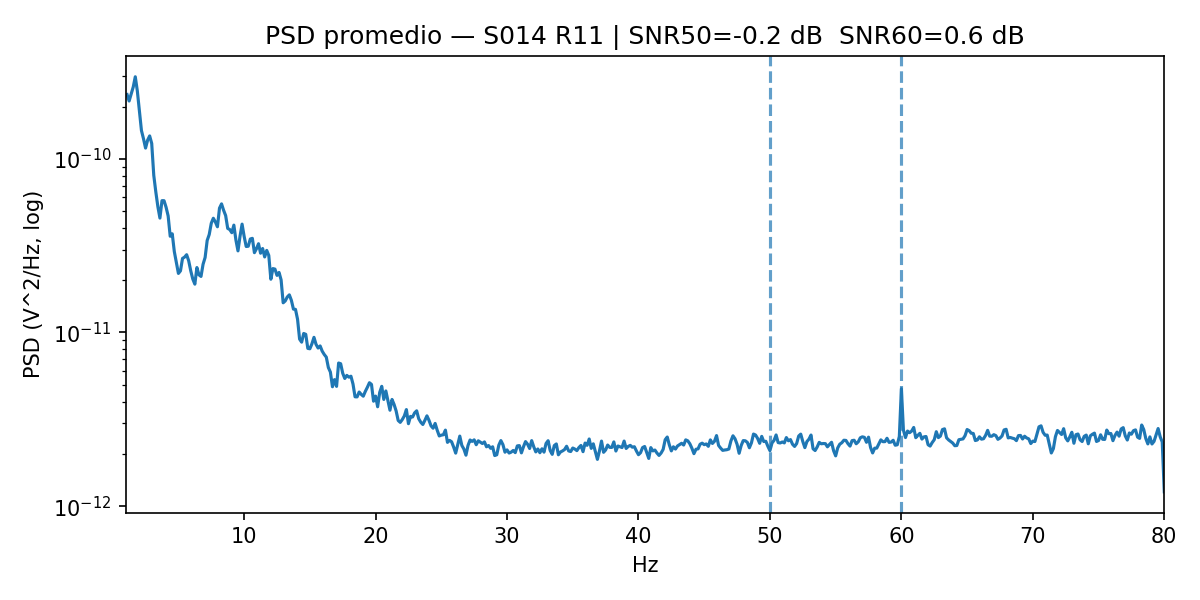 PSD promedio — S014 R11 | SNR50=-0.2 dB  SNR60=0.6 dB
PSD (V^2/Hz, log)
10⁻¹⁰
10⁻¹¹
10⁻¹²
10 20 30 40 50 60 70 80
Hz